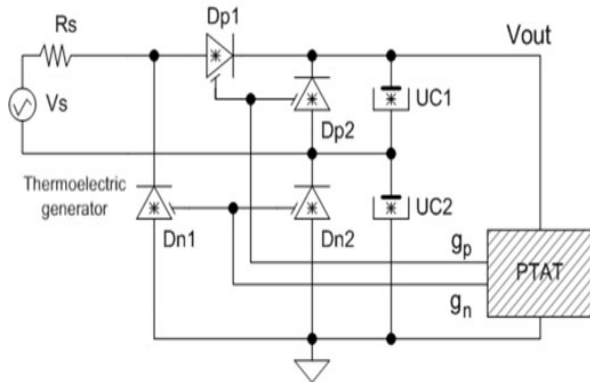 Dp1
Rs
Vout
Vs
Dp2
UC1
Thermoelectric
generator
Dn1
Dn2
UC2
gp
gn
PTAT